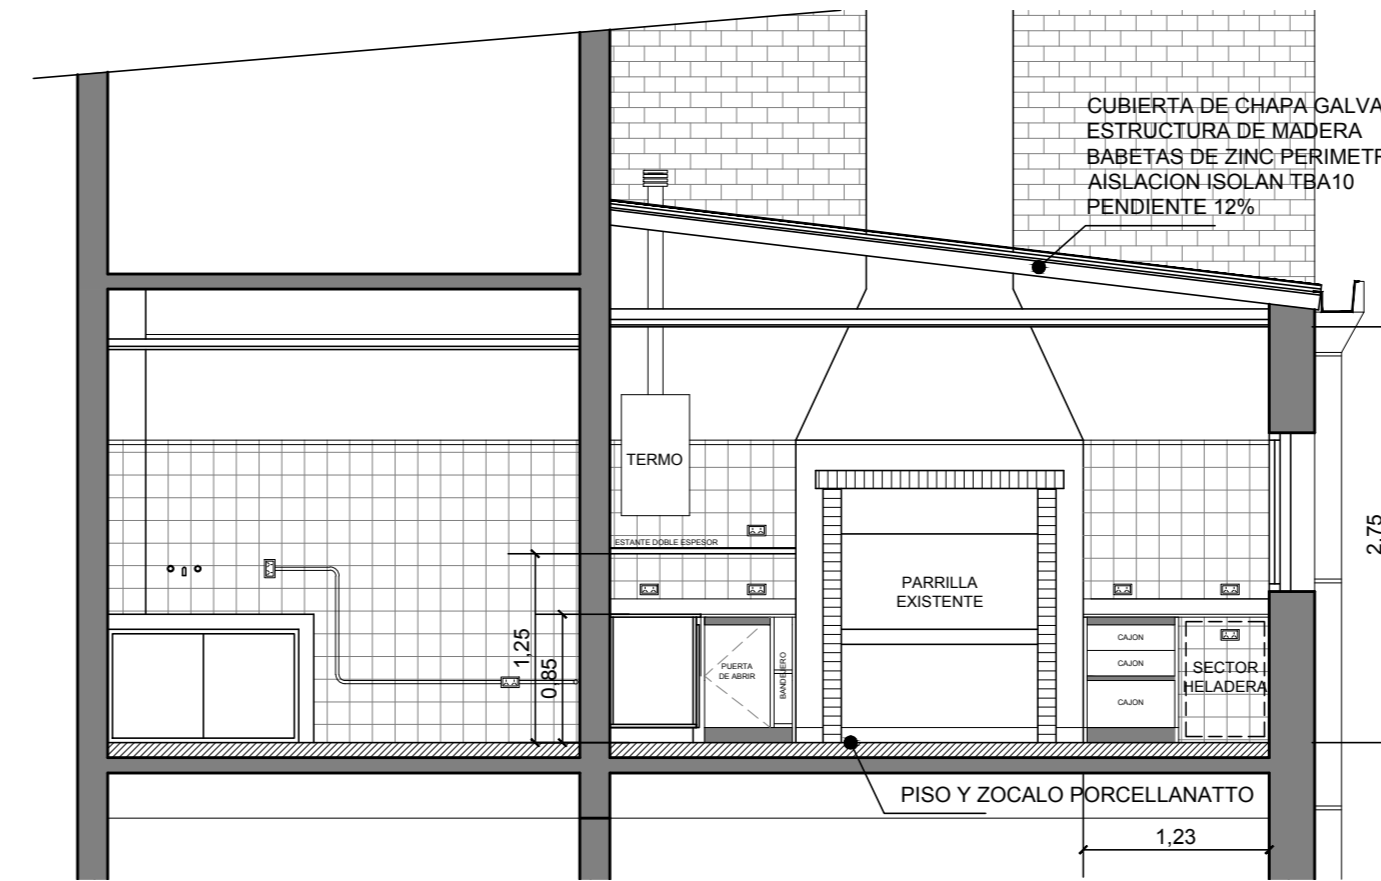 CUBIERTA DE CHAPA GALVA
ESTRUCTURA DE MADERA
BABETAS DE ZINC PERIMETR
AISLACION ISOLAN TBA10
PENDIENTE 12%
TERMO
ESTANTE DOBLE ESPESOR
2,75
PARRILLA
EXISTENTE
1,25
0,85
PUERTA
DE ABRIR
BANDEJERO
CAJON
CAJON
CAJON
SECTOR
HELADERA
PISO Y ZOCALO PORCELLANATTO
1,23